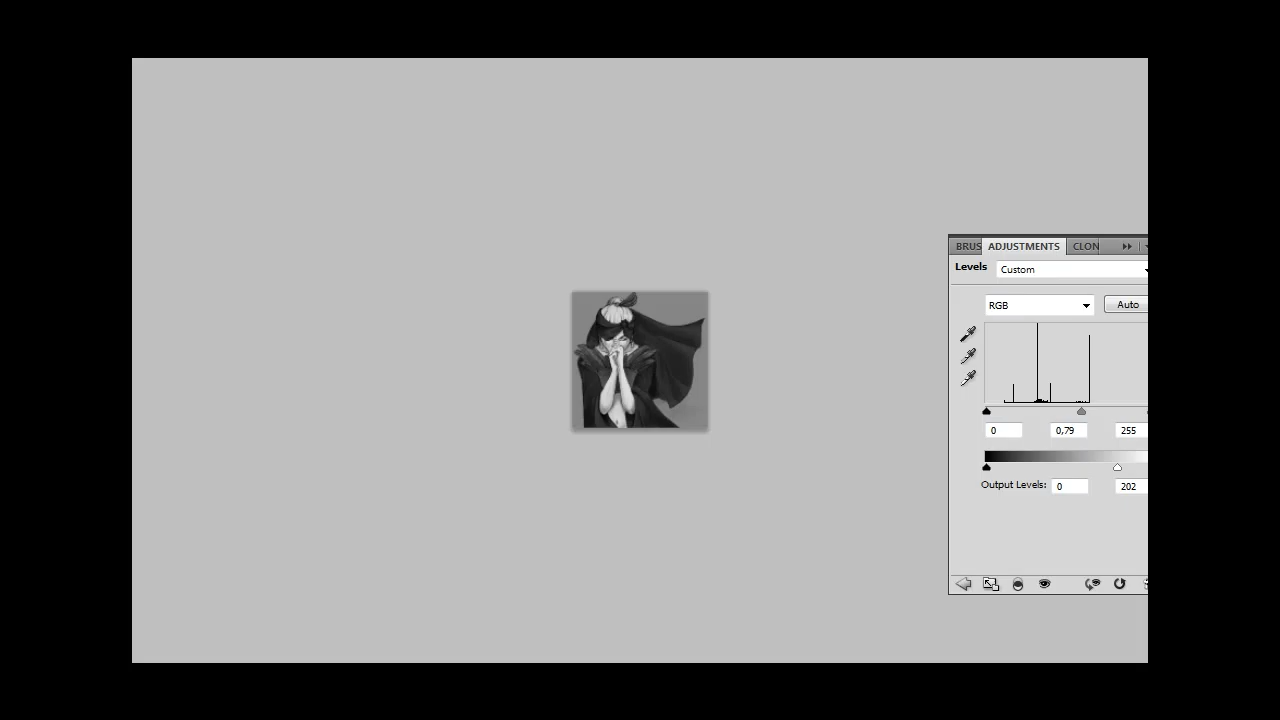 BRUS ADJUSTMENTS CLON
Levels Custom
RGB Auto
0 0,79 255
Output Levels: 0 202